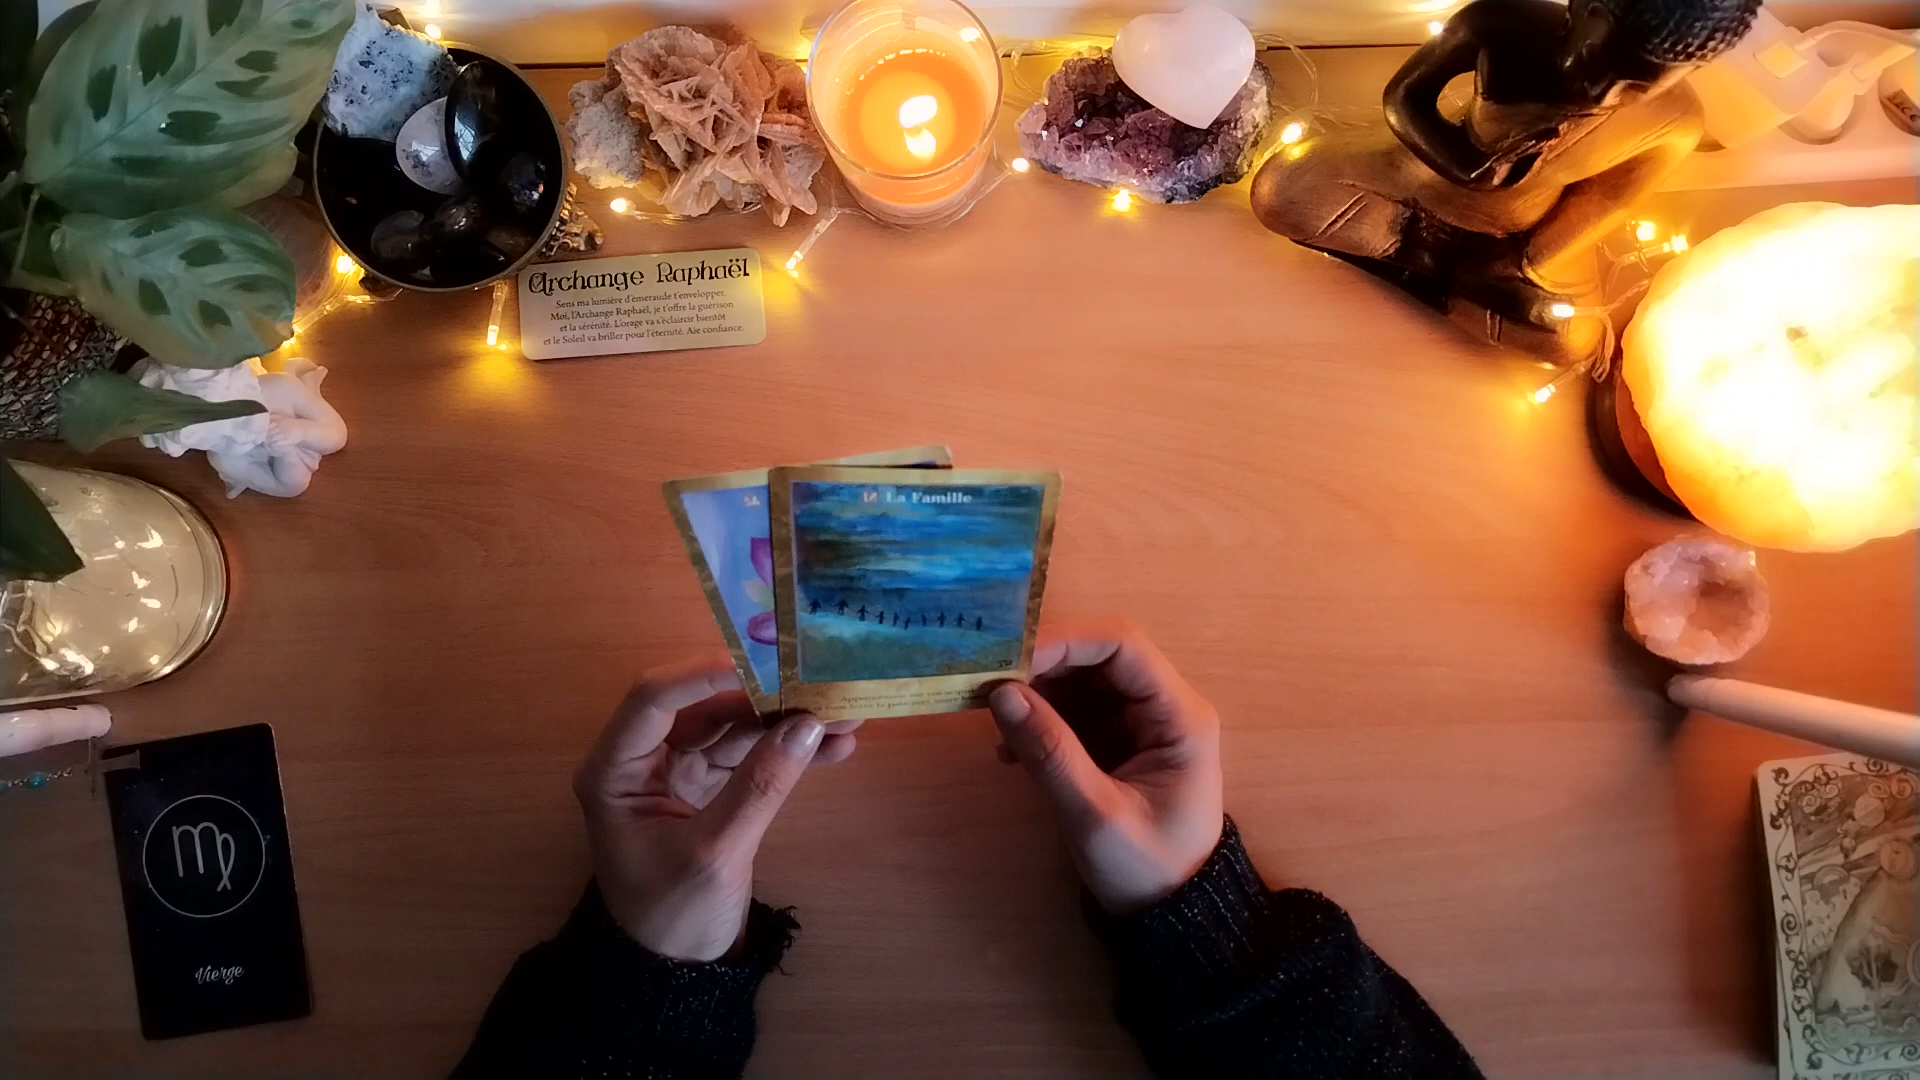 Archange Raphaël
Sens ma lumière d'émeraude t'envelopper.
Moi, l'Archange Raphaël, je t'offre la guérison
et la sérénité. L'orage va s'éclaircir bientôt
et le Soleil va briller pour l'éternité. Aie confiance.
La Famille
Vierge